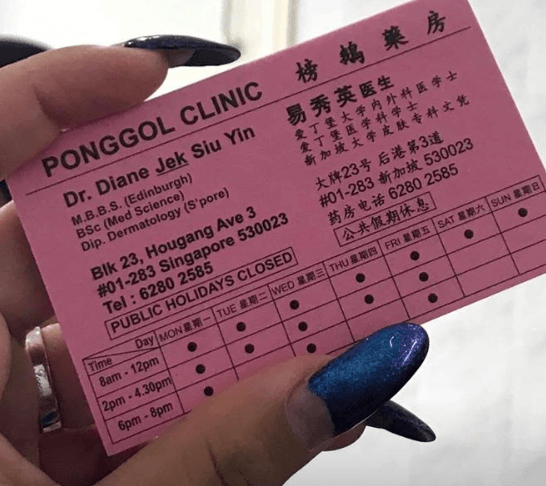 PONGGOL CLINIC 榜鵝藥房
Dr. Diane Jek Siu Yin
M.B.B.S. (Edinburgh)
BSc (Med Science)
Dip. Dermatology (S'pore)
Blk 23, Hougang Ave 3
#01-283 Singapore 530023
Tel : 6280 2585
PUBLIC HOLIDAYS CLOSED
易秀英医生
爱丁堡大学内外科医学士
爱丁堡医学科学士
新加坡大学皮肤专科文凭
大牌23号 后港第3道
#01-283 新加坡 530023
药房电话 6280 2585
公共假期休息
Time Day MON 星期一 TUE 星期二 WED 星期三 THU 星期四 FRI 星期五 SAT 星期六 SUN 星期日
8am - 12pm ● ● ● ● ● ● ●
2pm - 4.30pm ● ● ● ● ●
6pm - 8pm ● ● ●